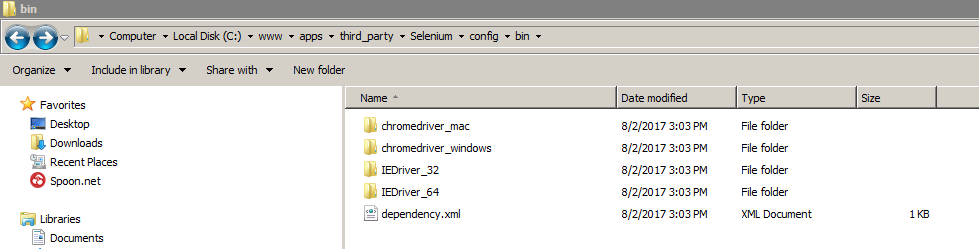 bin
Computer Local Disk (C:) www apps third_party Selenium config bin
Organize Include in library Share with New folder
Favorites
Desktop
Downloads
Recent Places
Spoon.net
Libraries
Documents
Name Date modified Type Size
chromedriver_mac 8/2/2017 3:03 PM File folder
chromedriver_windows 8/2/2017 3:03 PM File folder
IEDriver_32 8/2/2017 3:03 PM File folder
IEDriver_64 8/2/2017 3:03 PM File folder
dependency.xml 8/2/2017 3:03 PM XML Document 1 KB